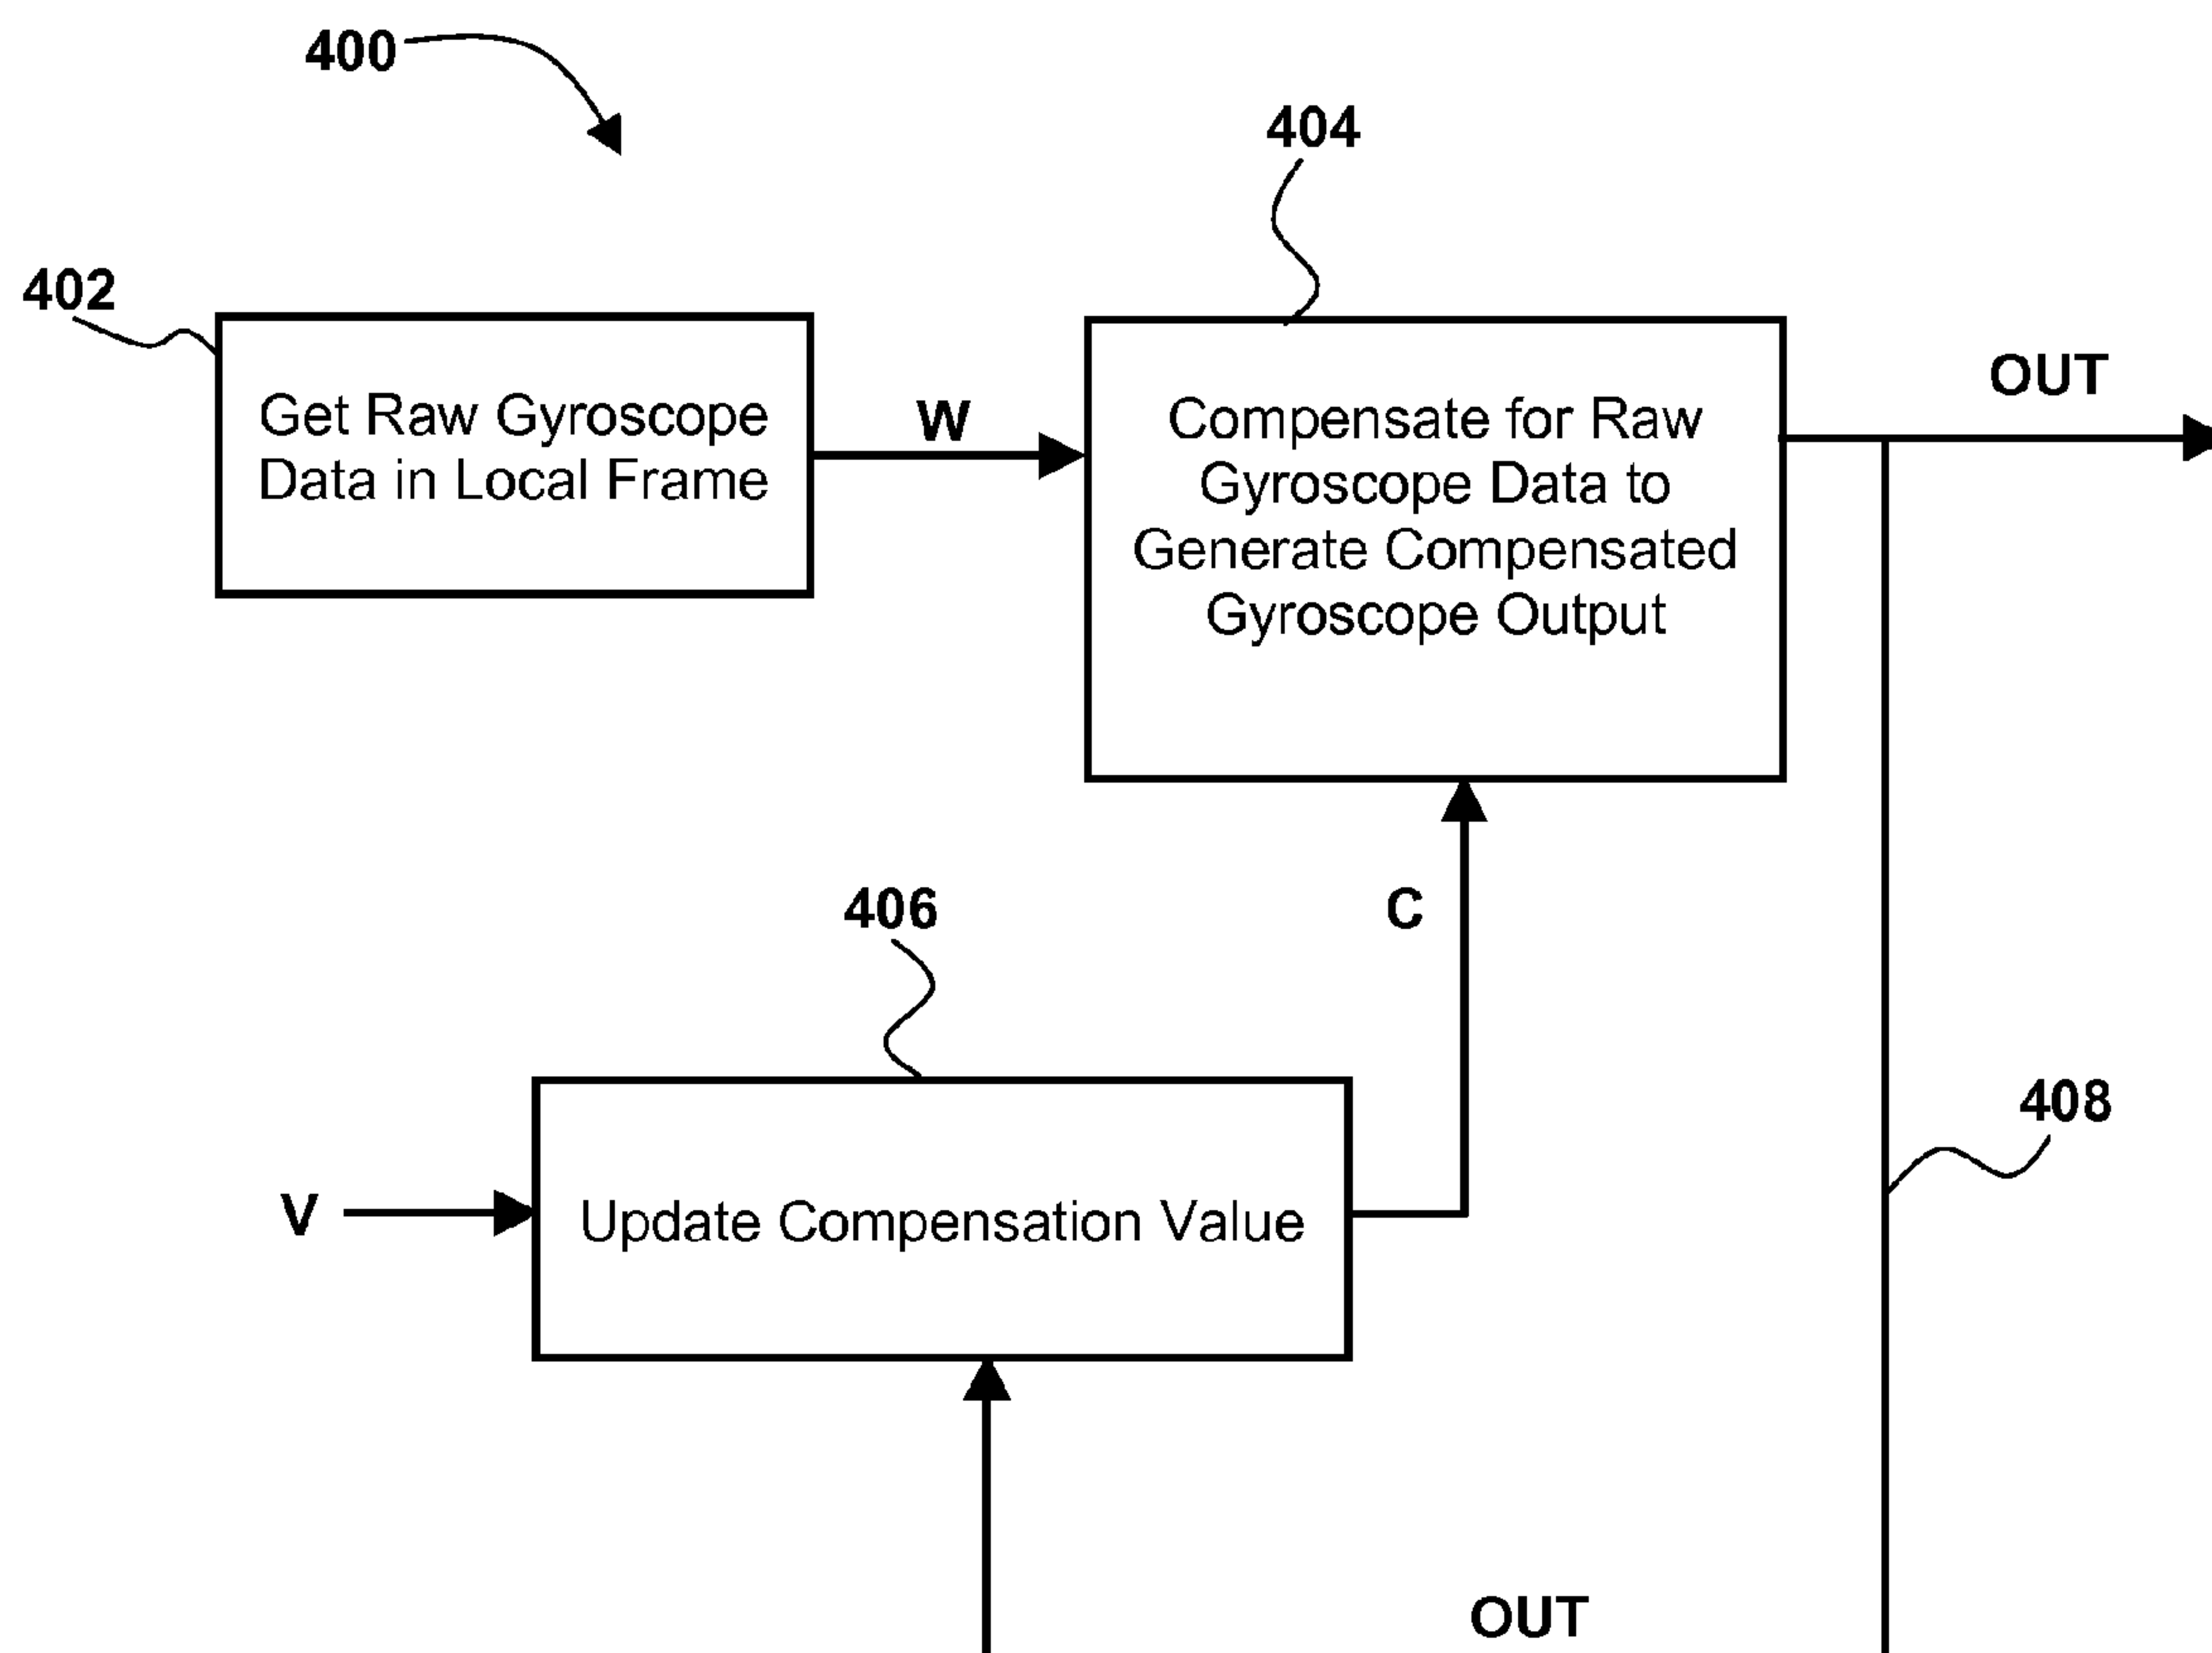 400
404
402
Get Raw Gyroscope
Data in Local Frame
W
Compensate for Raw
Gyroscope Data to
Generate Compensated
Gyroscope Output
OUT
406
C
408
V
Update Compensation Value
OUT